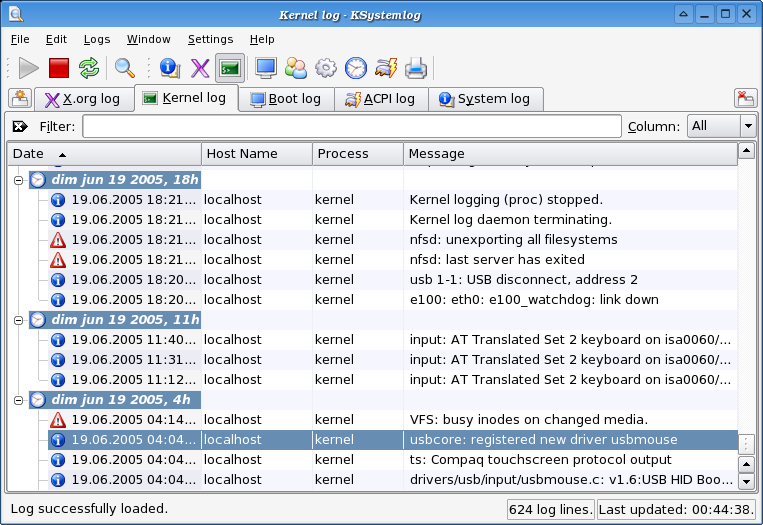 Kernel log - KSystemlog
File Edit Logs Window Settings Help
X.org log Kernel log Boot log ACPI log System log
Filter: Column: All
Date Host Name Process Message
dim jun 19 2005, 18h
19.06.2005 18:21... localhost kernel Kernel logging (proc) stopped.
19.06.2005 18:21... localhost kernel Kernel log daemon terminating.
19.06.2005 18:21... localhost kernel nfsd: unexporting all filesystems
19.06.2005 18:21... localhost kernel nfsd: last server has exited
19.06.2005 18:20... localhost kernel usb 1-1: USB disconnect, address 2
19.06.2005 18:20... localhost kernel e100: eth0: e100_watchdog: link down
dim jun 19 2005, 11h
19.06.2005 11:40... localhost kernel input: AT Translated Set 2 keyboard on isa0060/...
19.06.2005 11:31... localhost kernel input: AT Translated Set 2 keyboard on isa0060/...
19.06.2005 11:12... localhost kernel input: AT Translated Set 2 keyboard on isa0060/...
dim jun 19 2005, 4h
19.06.2005 04:14... localhost kernel VFS: busy inodes on changed media.
19.06.2005 04:04... localhost kernel usbcore: registered new driver usbmouse
19.06.2005 04:04... localhost kernel ts: Compaq touchscreen protocol output
19.06.2005 04:04... localhost kernel drivers/usb/input/usbmouse.c: v1.6:USB HID Boo...
Log successfully loaded. 624 log lines. Last updated: 00:44:38.